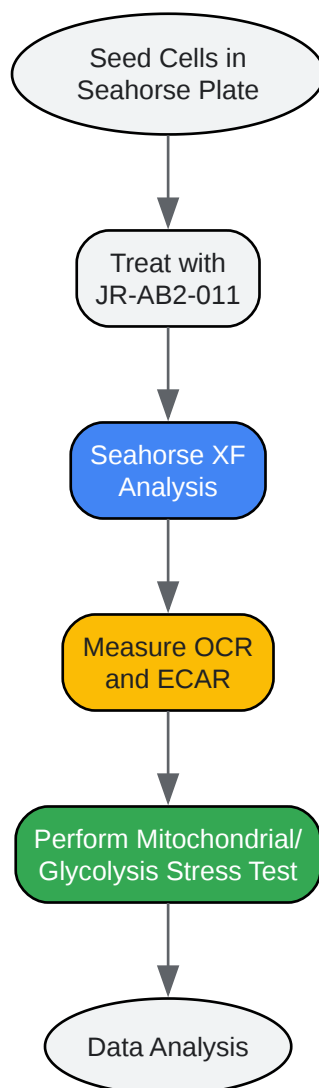 Seed Cells in
Seahorse Plate
Treat with
JR-AB2-011
Seahorse XF
Analysis
Measure OCR
and ECAR
Perform Mitochondrial/
Glycolysis Stress Test
Data Analysis